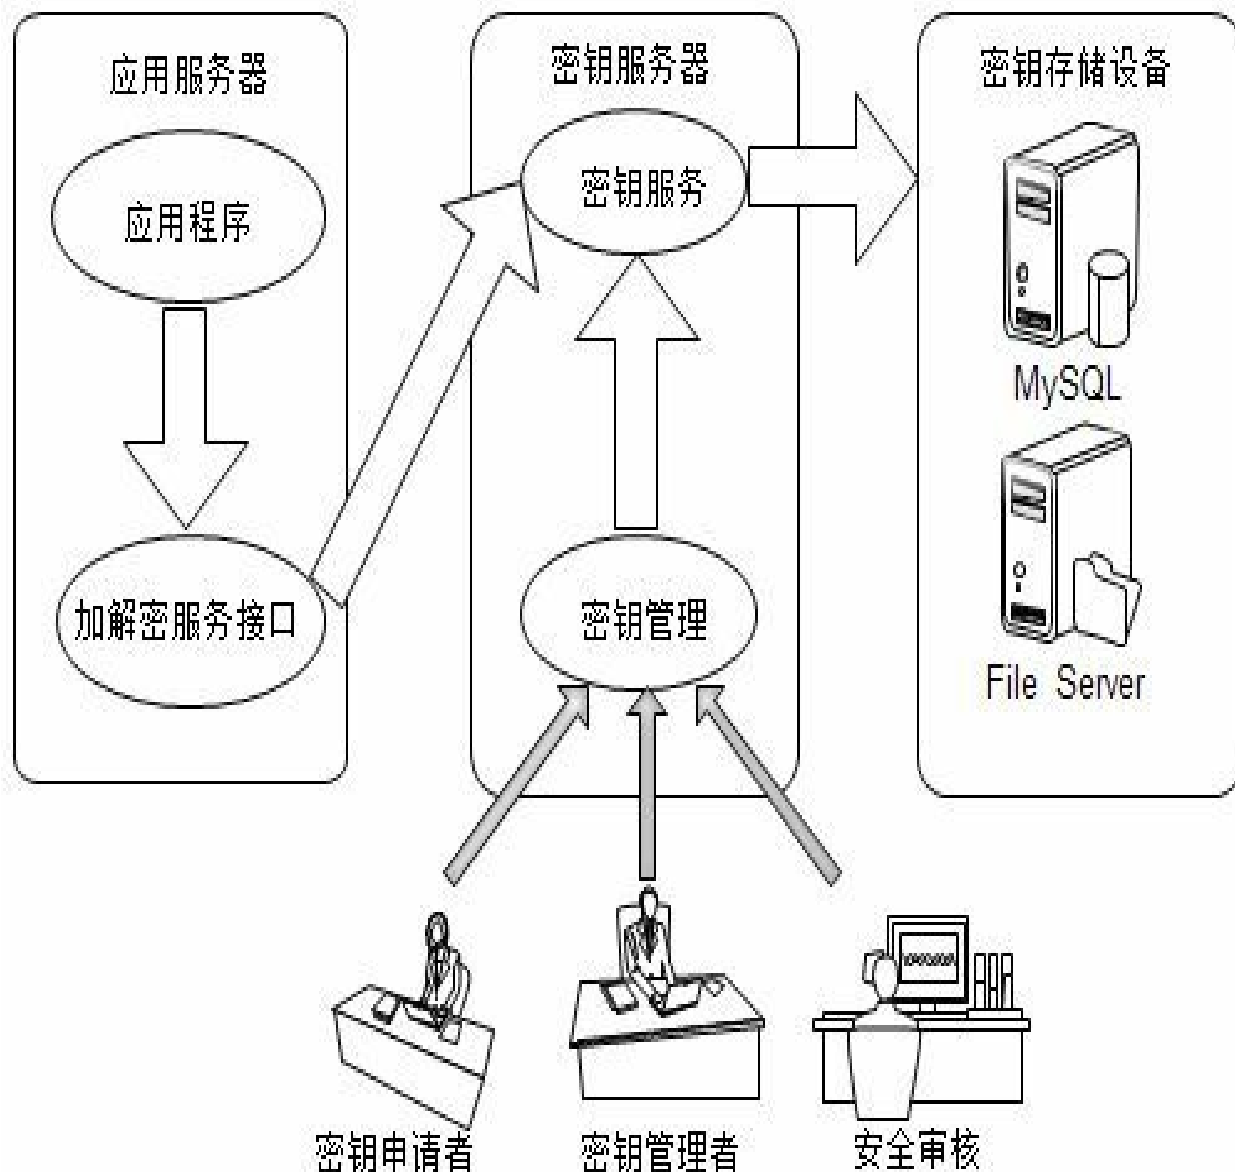 应用服务器
应用程序
加解密服务接口
密钥服务器
密钥服务
密钥管理
密钥存储设备
MySQL
File Server
密钥申请者
密钥管理者
安全审核